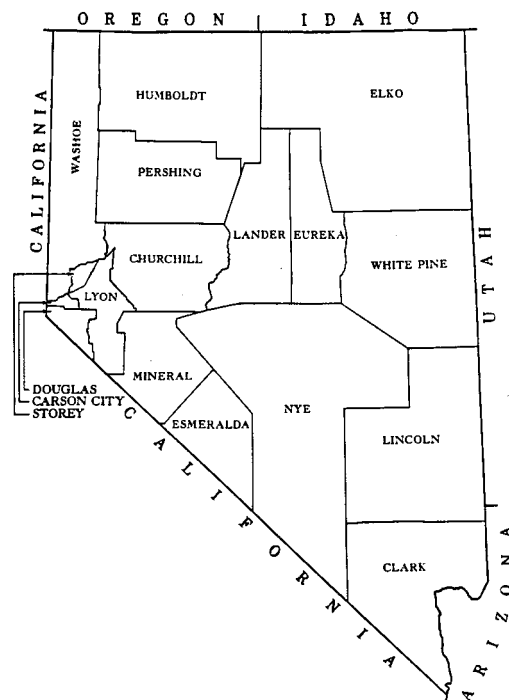 OREGON | IDAHO
CALIFORNIA
WASHOE
HUMBOLDT
ELKO
PERSHING
LANDER
EUREKA
CHURCHILL
WHITE PINE
UTAH
LYON
DOUGLAS
CARSON CITY
STOREY
MINERAL
ESMERALDA
NYE
LINCOLN
CLARK
CALIFORNIA
ARIZONA